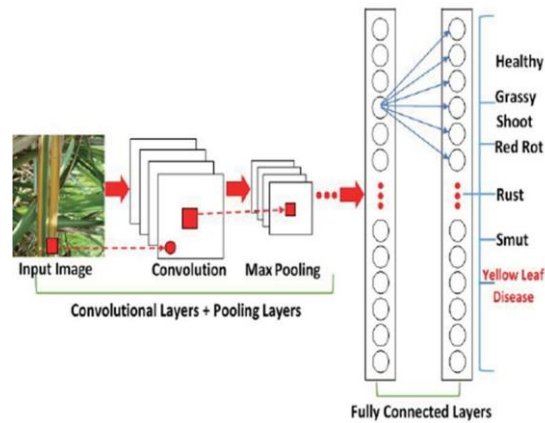 Healthy
Grassy
Shoot
Red Rot
Rust
Smut
Yellow Leaf
Disease
Input Image
Convolution
Max Pooling
Convolutional Layers + Pooling Layers
Fully Connected Layers